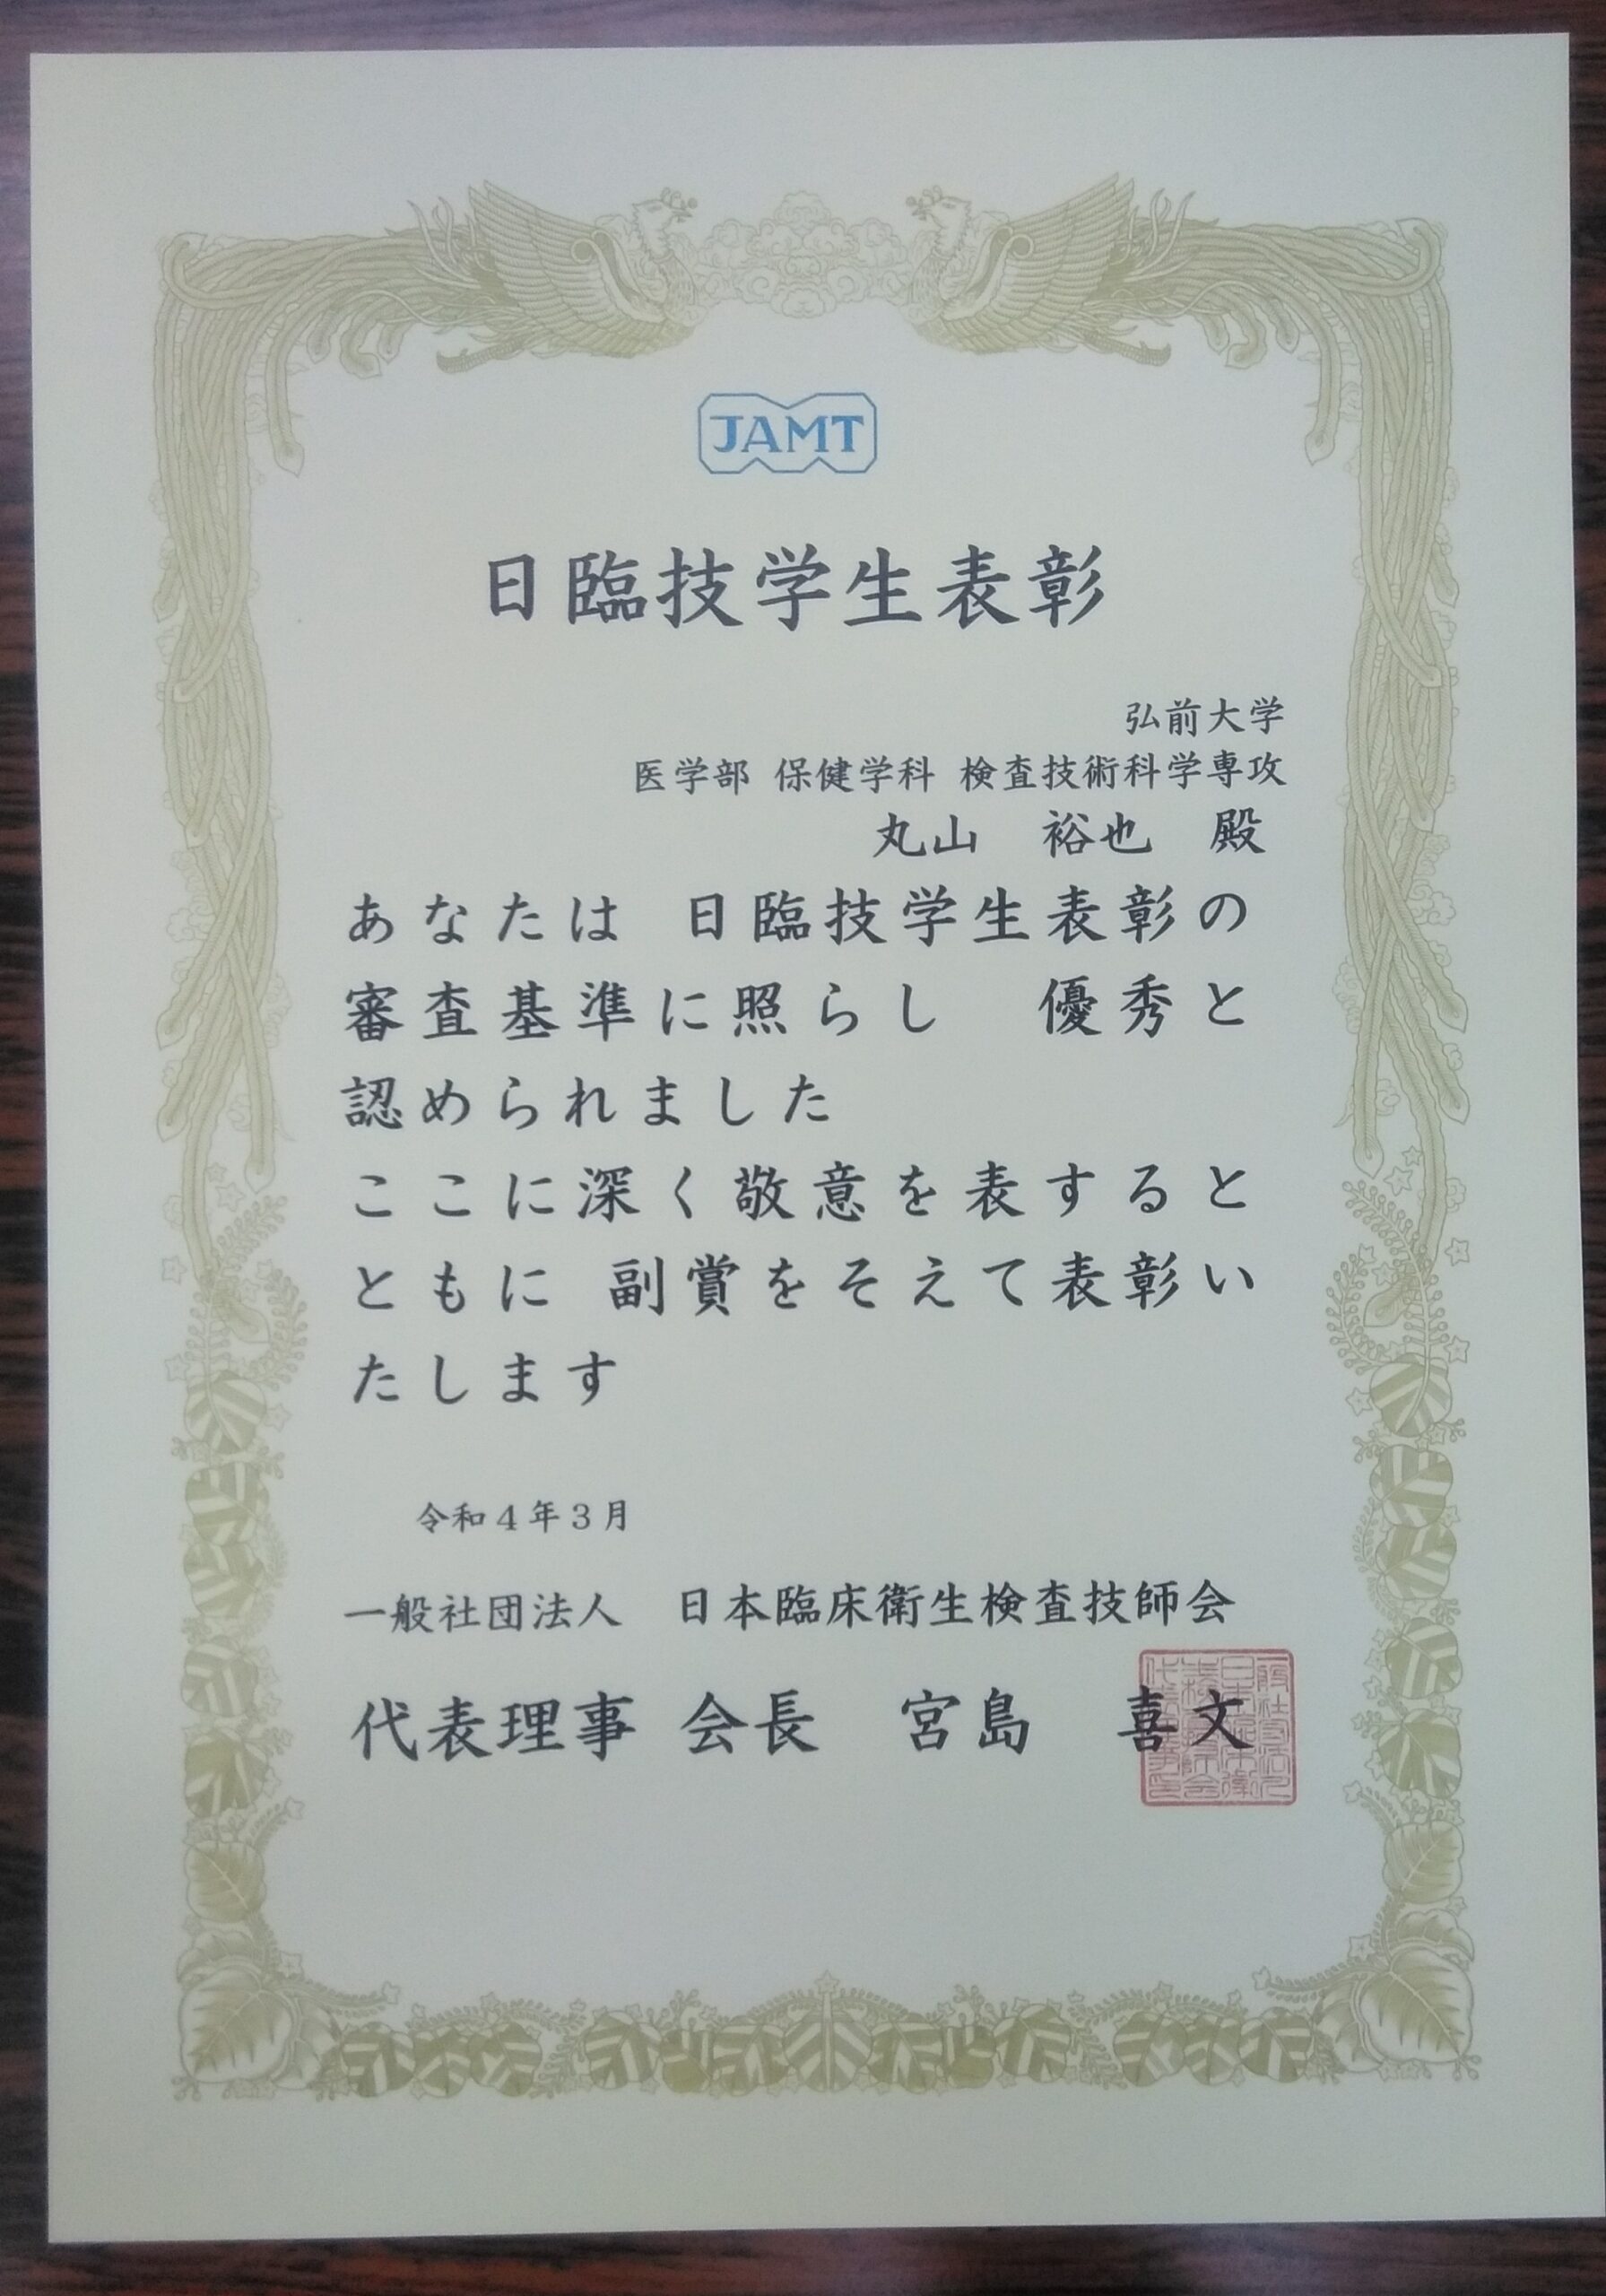 JAMT
日臨技学生表彰
弘前大学
医学部 保健学科 検査技術科学専攻
丸山 裕也 殿
あなたは 日臨技学生表彰の
審査基準に照らし 優秀と
認められました
ここに深く敬意を表すると
ともに 副賞をそえて表彰い
たします
令和4年3月
一般社団法人 日本臨床衛生検査技師会
代表理事 会長 宮島 喜文